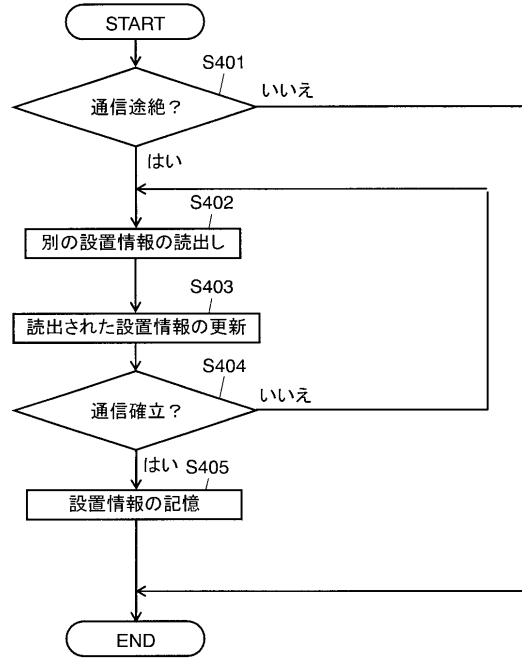 START
S401
通信途絶？
いいえ
はい
S402
別の設置情報の読出し
S403
読出された設置情報の更新
S404
通信確立？
いいえ
はい
S405
設置情報の記憶
END